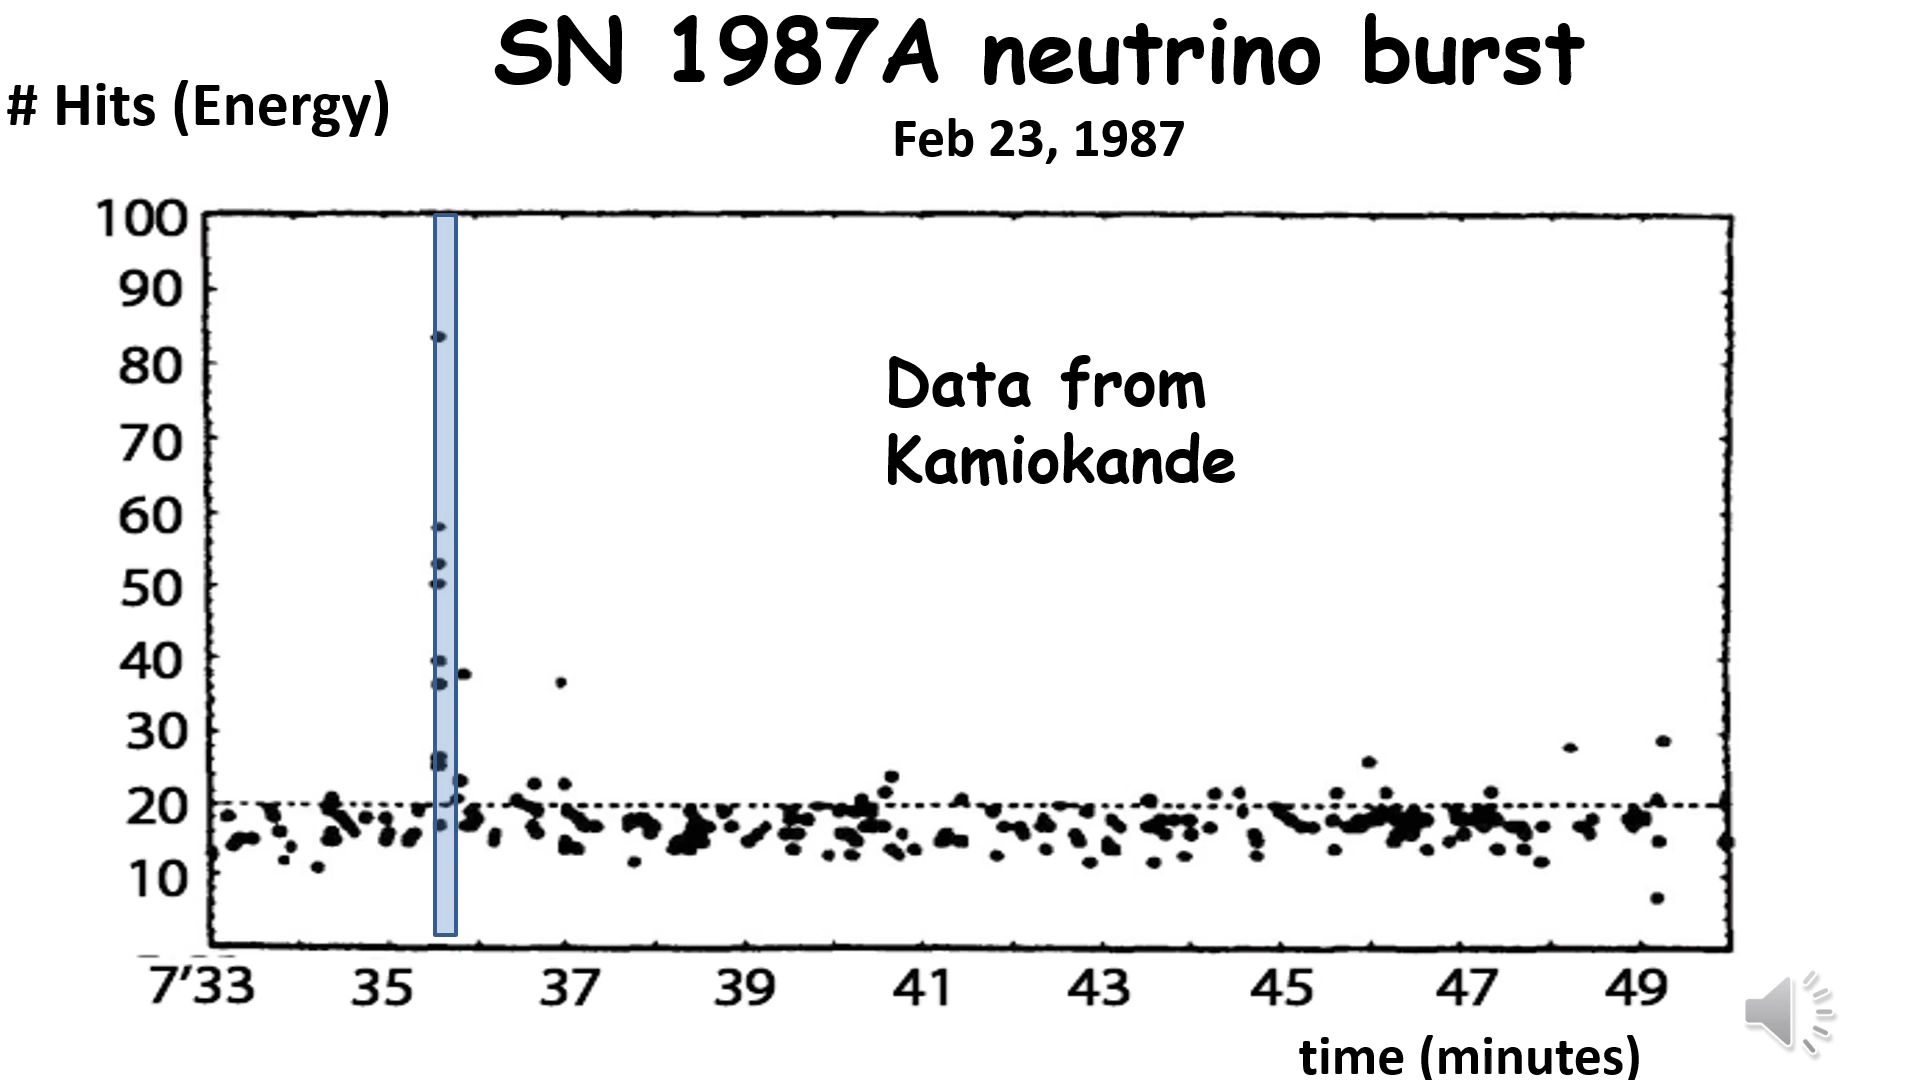 SN 1987A neutrino burst
# Hits (Energy)
Feb 23, 1987
100
90
80
70
60
50
40
30
20
10
Data from
Kamiokande
7’33 35 37 39 41 43 45 47 49
time (minutes)